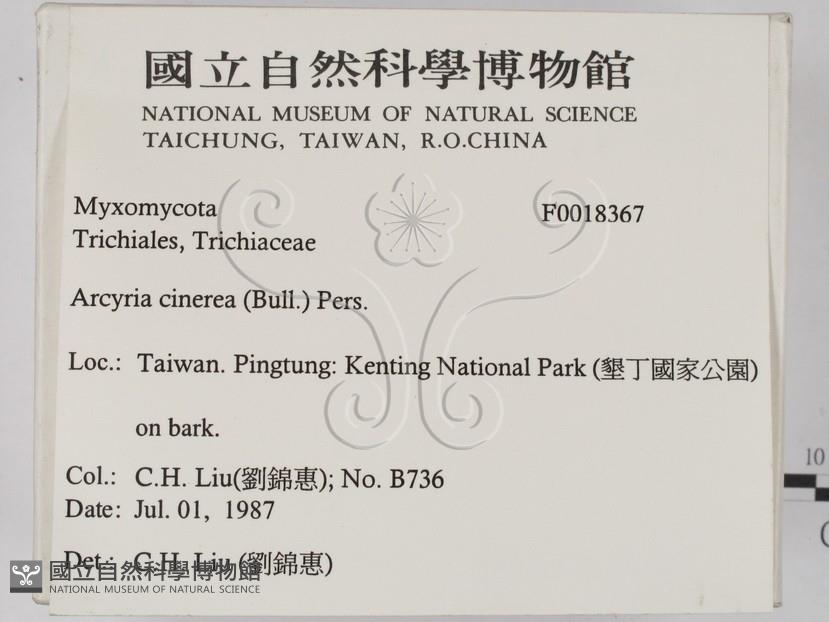 國立自然科學博物館
NATIONAL MUSEUM OF NATURAL SCIENCE
TAICHUNG, TAIWAN, R.O.CHINA
Myxomycota F0018367
Trichiales, Trichiaceae
Arcyria cinerea (Bull.) Pers.
Loc.: Taiwan. Pingtung: Kenting National Park (墾丁國家公園)
on bark.
Col.: C.H. Liu(劉錦惠); No. B736
Date: Jul. 01, 1987
Det.: C.H. Liu (劉錦惠)
國立自然科學博物館
NATIONAL MUSEUM OF NATURAL SCIENCE
10